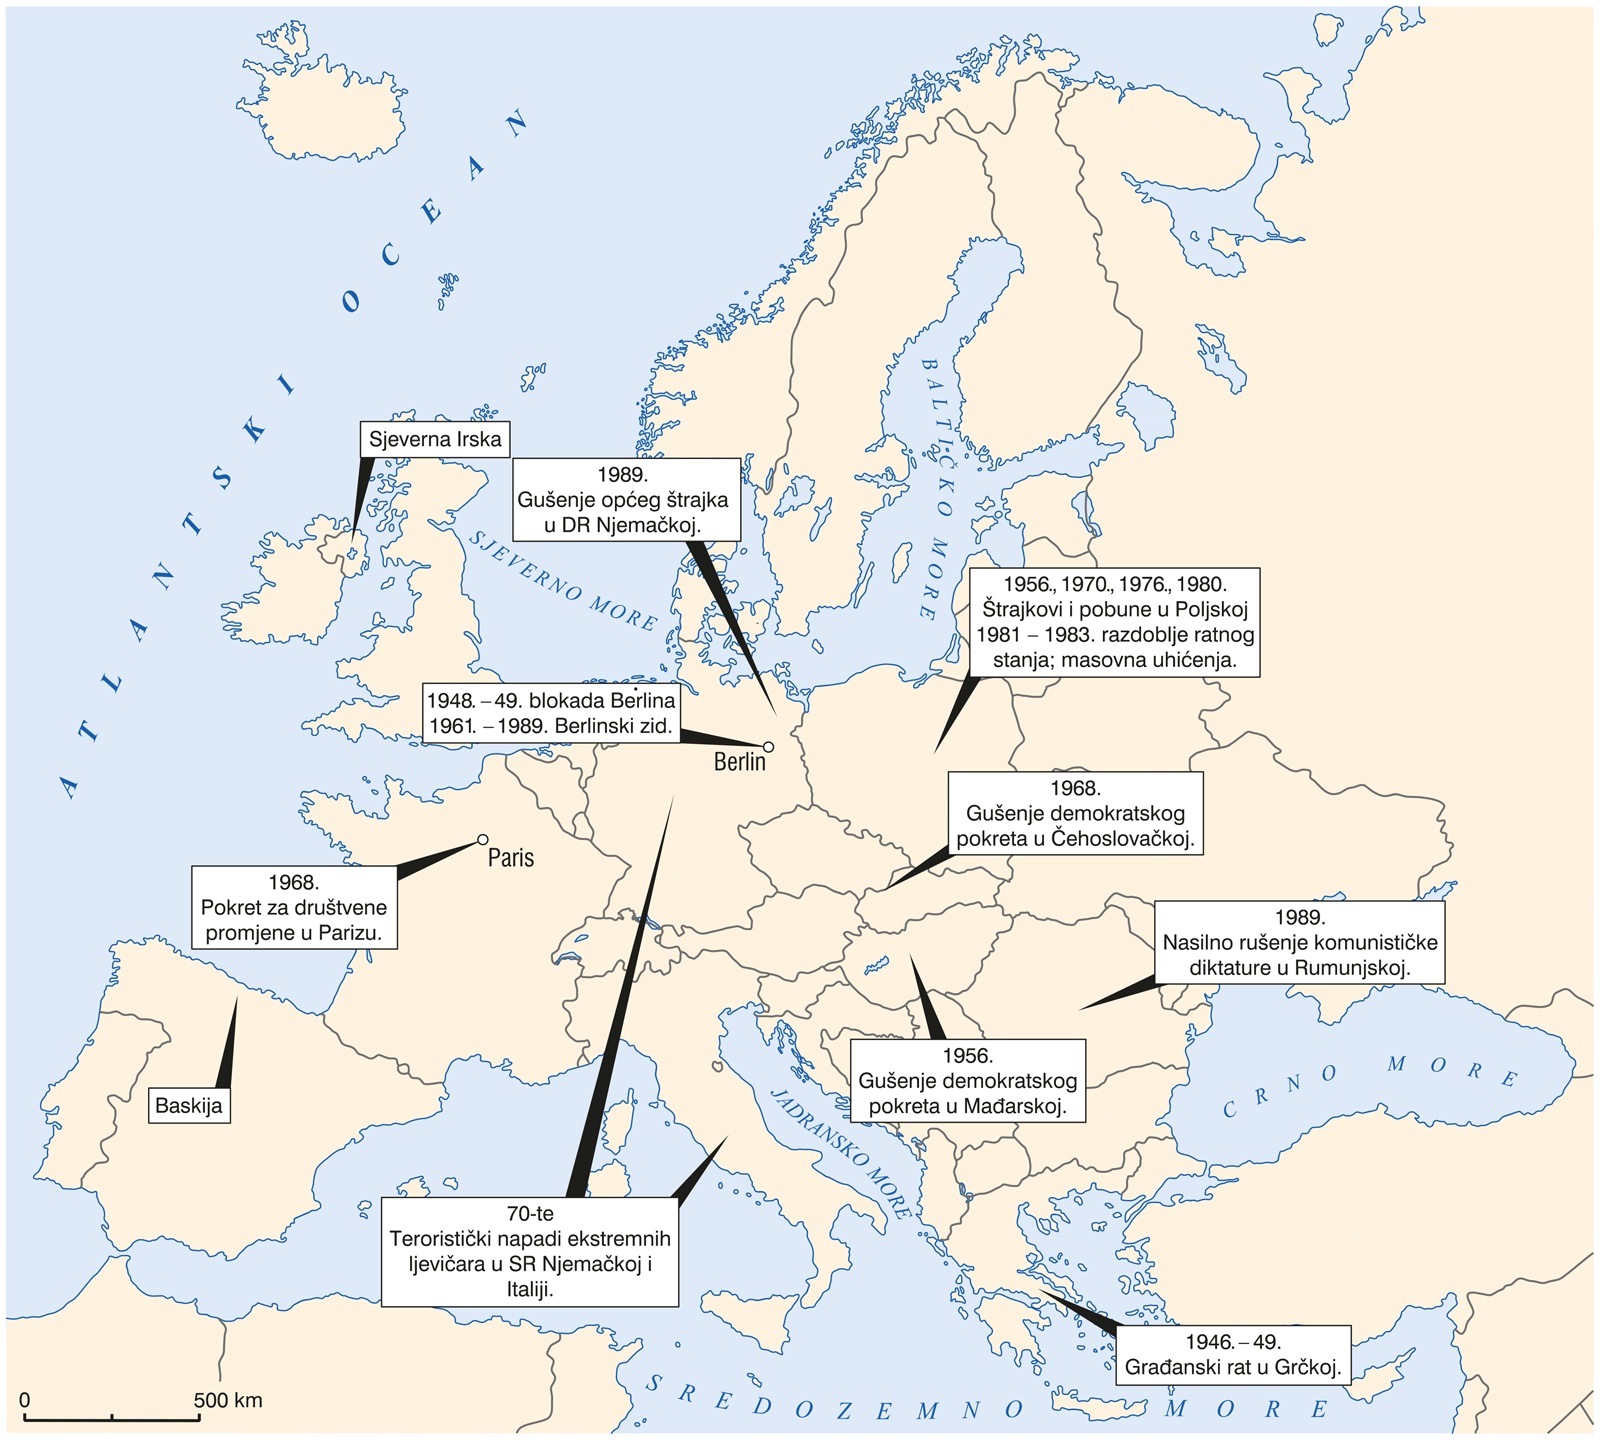 ATLANTSKI OCEAN
Sjeverna Irska
1989.
Gušenje općeg štrajka
u DR Njemačkoj.
BALTIČKO MORE
SJEVERNO MORE
1956., 1970., 1976., 1980.
Štrajkovi i pobune u Poljskoj
1981 – 1983. razdoblje ratnog
stanja; masovna uhićenja.
1948. – 49. blokada Berlina
1961. – 1989. Berlinski zid.
Berlin
1968.
Gušenje demokratskog
pokreta u Čehoslovačkoj.
Paris
1968.
Pokret za društvene
promjene u Parizu.
1989.
Nasilno rušenje komunističke
diktature u Rumunjskoj.
1956.
Gušenje demokratskog
pokreta u Mađarskoj.
CRNO MORE
Baskija
JADRANSKO MORE
70-te
Teroristički napadi ekstremnih
ljevičara u SR Njemačkoj i
Italiji.
1946. – 49.
Građanski rat u Grčkoj.
SREDOZEMNO MORE
0 500 km